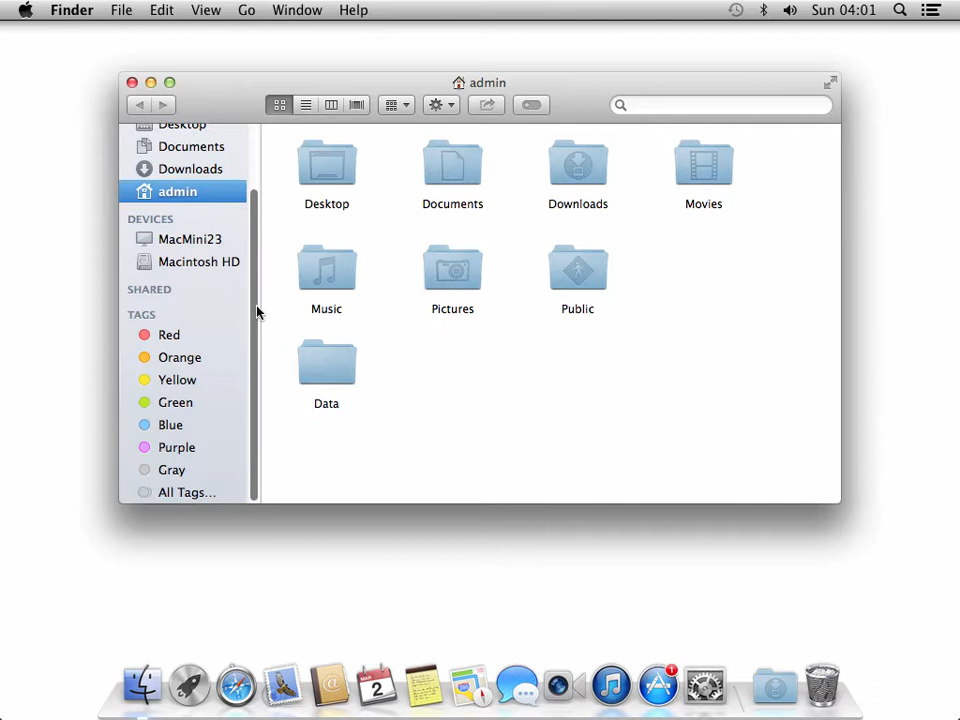 Finder File Edit View Go Window Help Sun 04:01
admin
Desktop
Documents
Downloads
admin
DEVICES
MacMini23
Macintosh HD
SHARED
TAGS
Red
Orange
Yellow
Green
Blue
Purple
Gray
All Tags...
Desktop Documents Downloads Movies
Music Pictures Public
Data
2
1